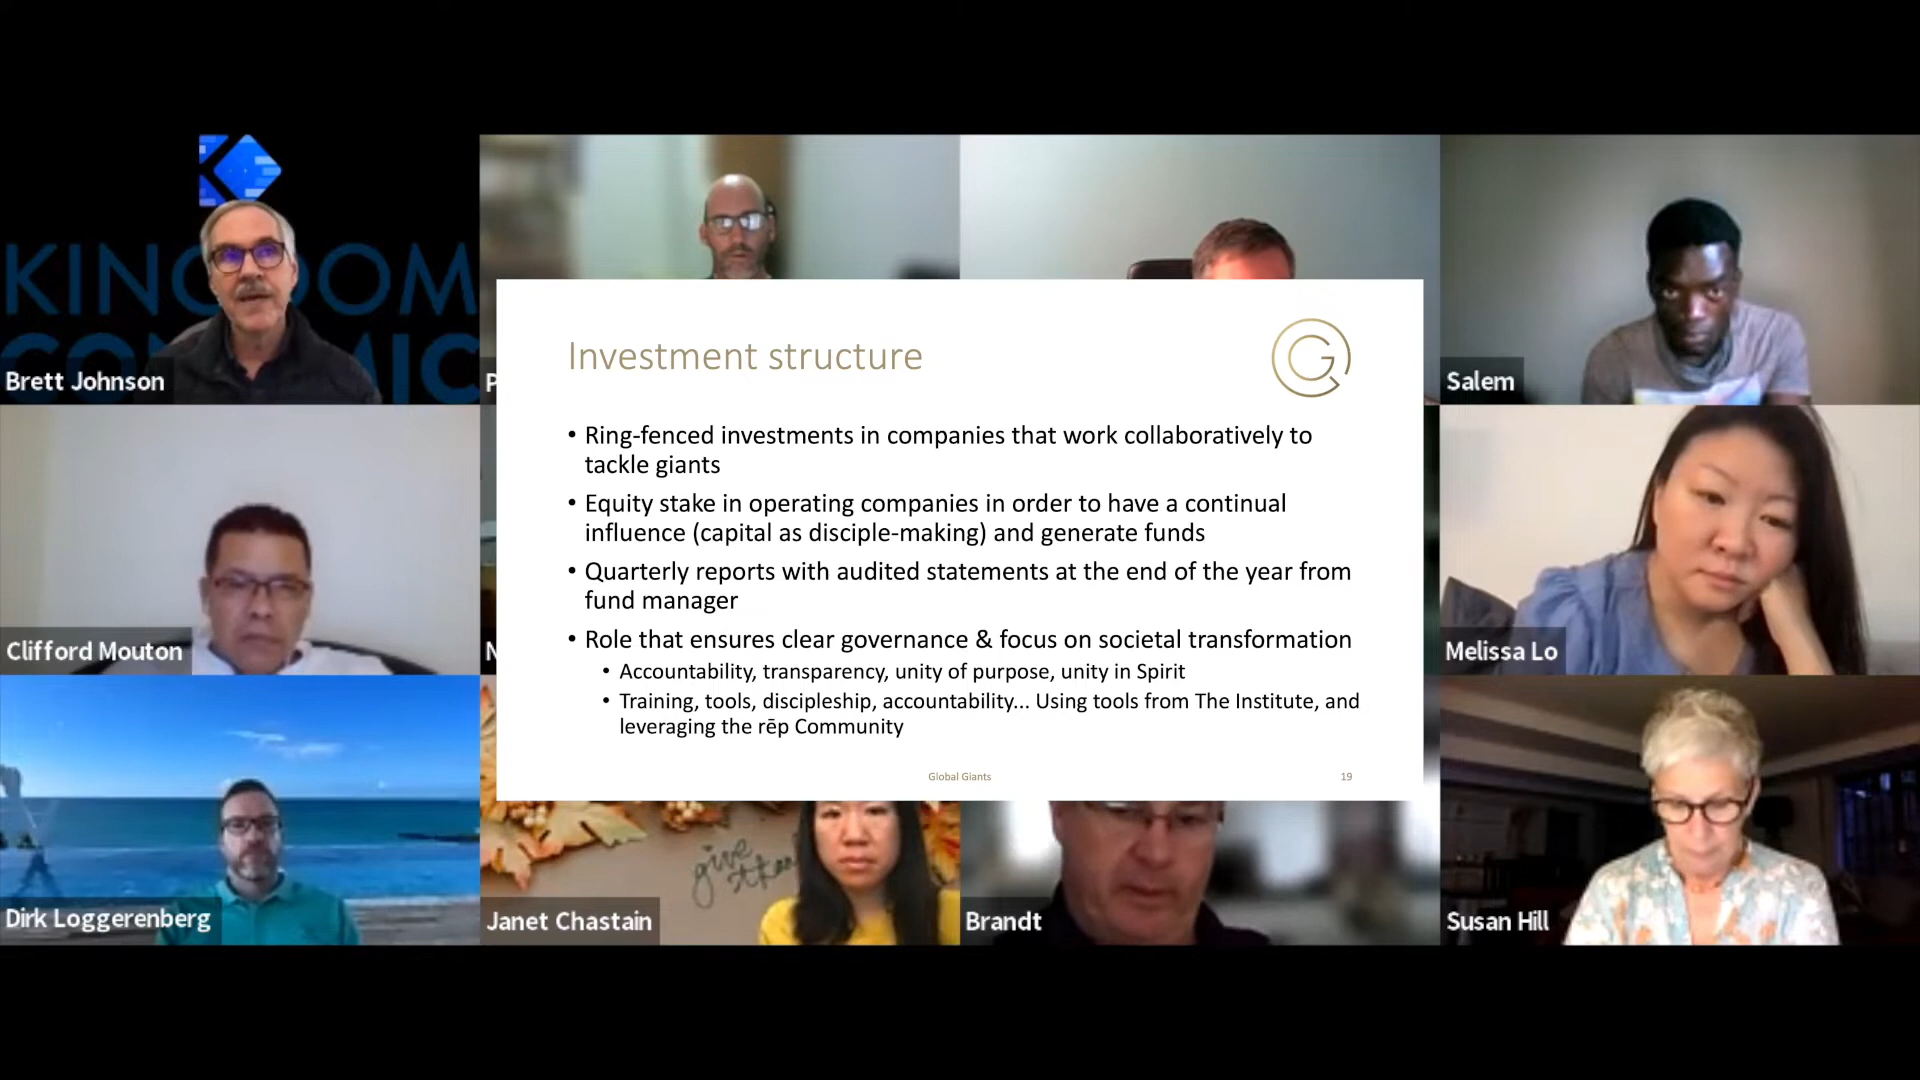 KINGDOM
Brett Johnson
P
Salem
Investment structure
• Ring-fenced investments in companies that work collaboratively to
tackle giants
• Equity stake in operating companies in order to have a continual
influence (capital as disciple-making) and generate funds
• Quarterly reports with audited statements at the end of the year from
fund manager
• Role that ensures clear governance & focus on societal transformation
• Accountability, transparency, unity of purpose, unity in Spirit
• Training, tools, discipleship, accountability... Using tools from The Institute, and
leveraging the rēp Community
Global Giants
19
Clifford Mouton
N
Melissa Lo
Dirk Loggerenberg
give
Janet Chastain
Brandt
Susan Hill